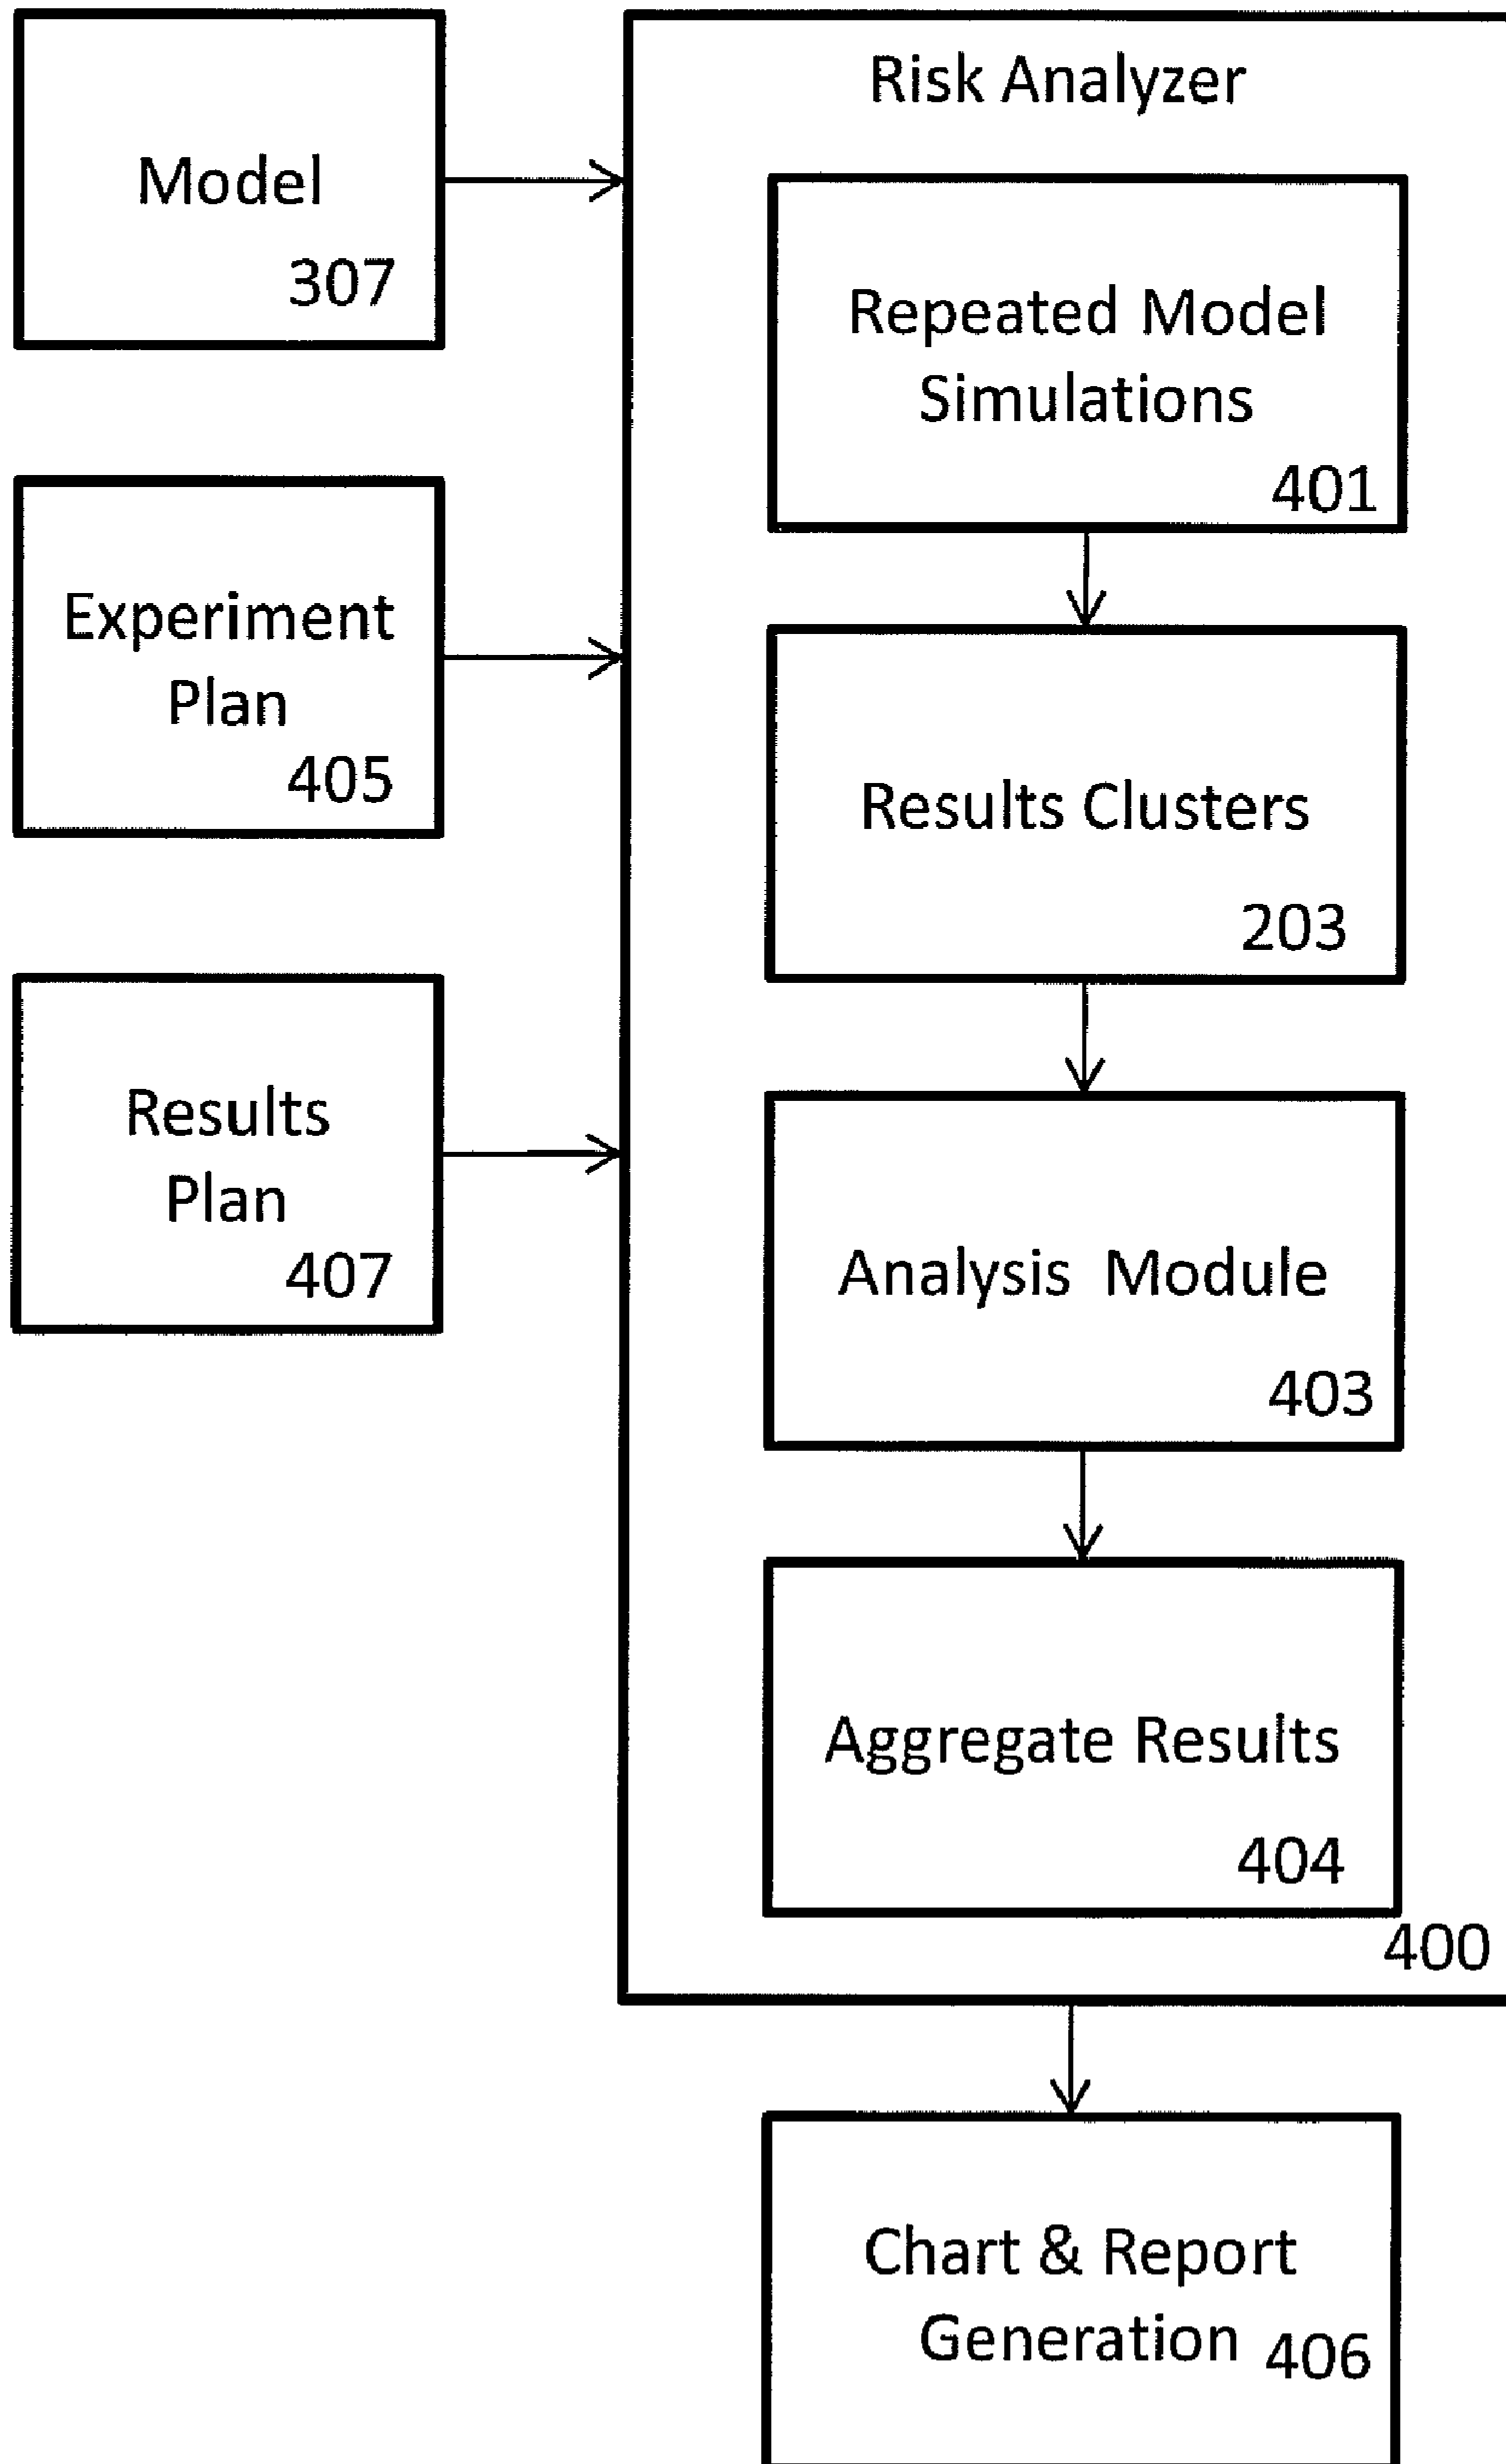 Model
307
Experiment
Plan
405
Results
Plan
407
Risk Analyzer
Repeated Model
Simulations
401
Results Clusters
203
Analysis Module
403
Aggregate Results
404
400
Chart & Report
Generation 406